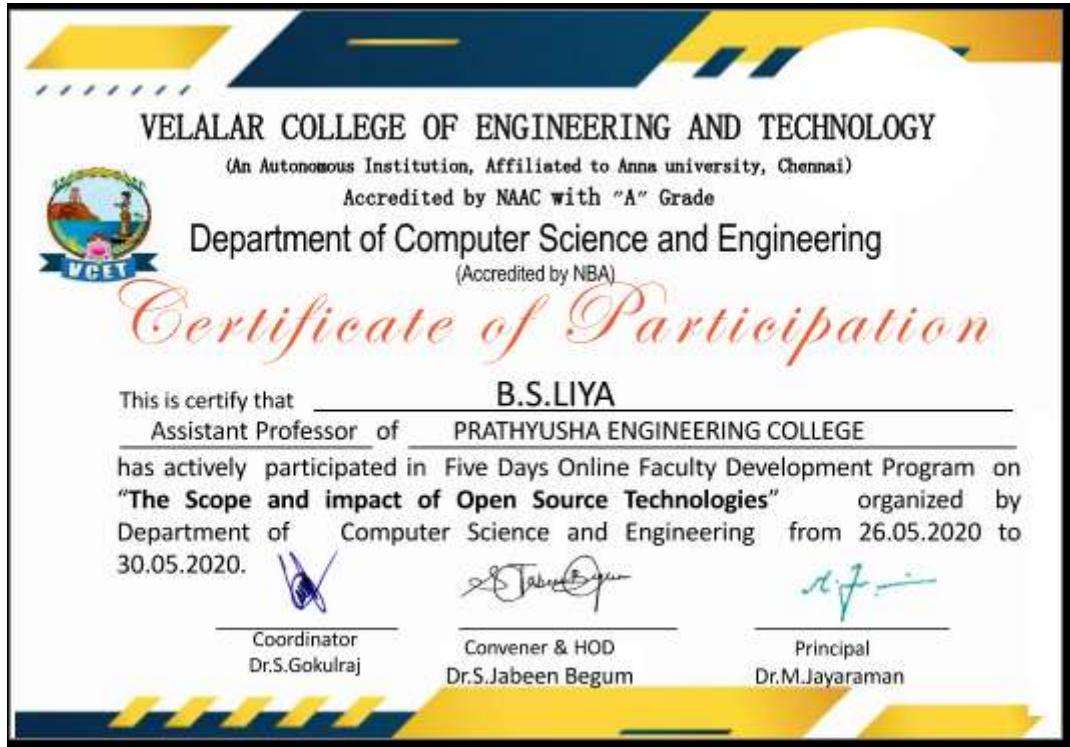 VELALAR COLLEGE OF ENGINEERING AND TECHNOLOGY
(An Autonomous Institution, Affiliated to Anna university, Chennai)
Accredited by NAAC with "A" Grade
Department of Computer Science and Engineering
(Accredited by NBA)
VCET
Certificate of Participation
This is certify that B.S.LIYA
Assistant Professor of PRATHYUSHA ENGINEERING COLLEGE
has actively participated in Five Days Online Faculty Development Program on
"The Scope and impact of Open Source Technologies" organized by
Department of Computer Science and Engineering from 26.05.2020 to
30.05.2020.
S Jabeen Begum
Coordinator
Dr.S.Gokulraj
Convener & HOD
Dr.S.Jabeen Begum
Principal
Dr.M.Jayaraman